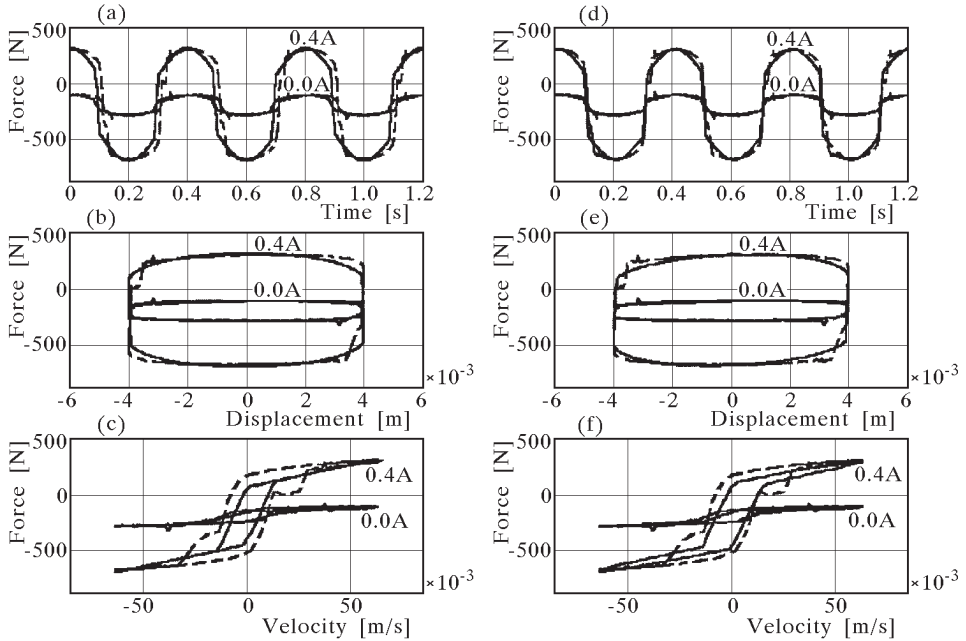 (a)
Force [N]
500
0
-500
0.4A
0.0A
0 0.2 0.4 0.6 0.8 1.0 1.2
Time [s]
(d)
Force [N]
500
0
-500
0.4A
0.0A
0 0.2 0.4 0.6 0.8 1.0 1.2
Time [s]
(b)
Force [N]
500
0
-500
0.4A
0.0A
×10-3
-6 -4 -2 0 2 4 6
Displacement [m]
(e)
Force [N]
500
0
-500
0.4A
0.0A
×10-3
-6 -4 -2 0 2 4 6
Displacement [m]
(c)
Force [N]
500
0
-500
0.4A
0.0A
×10-3
-50 0 50
Velocity [m/s]
(f)
Force [N]
500
0
-500
0.4A
0.0A
×10-3
-50 0 50
Velocity [m/s]